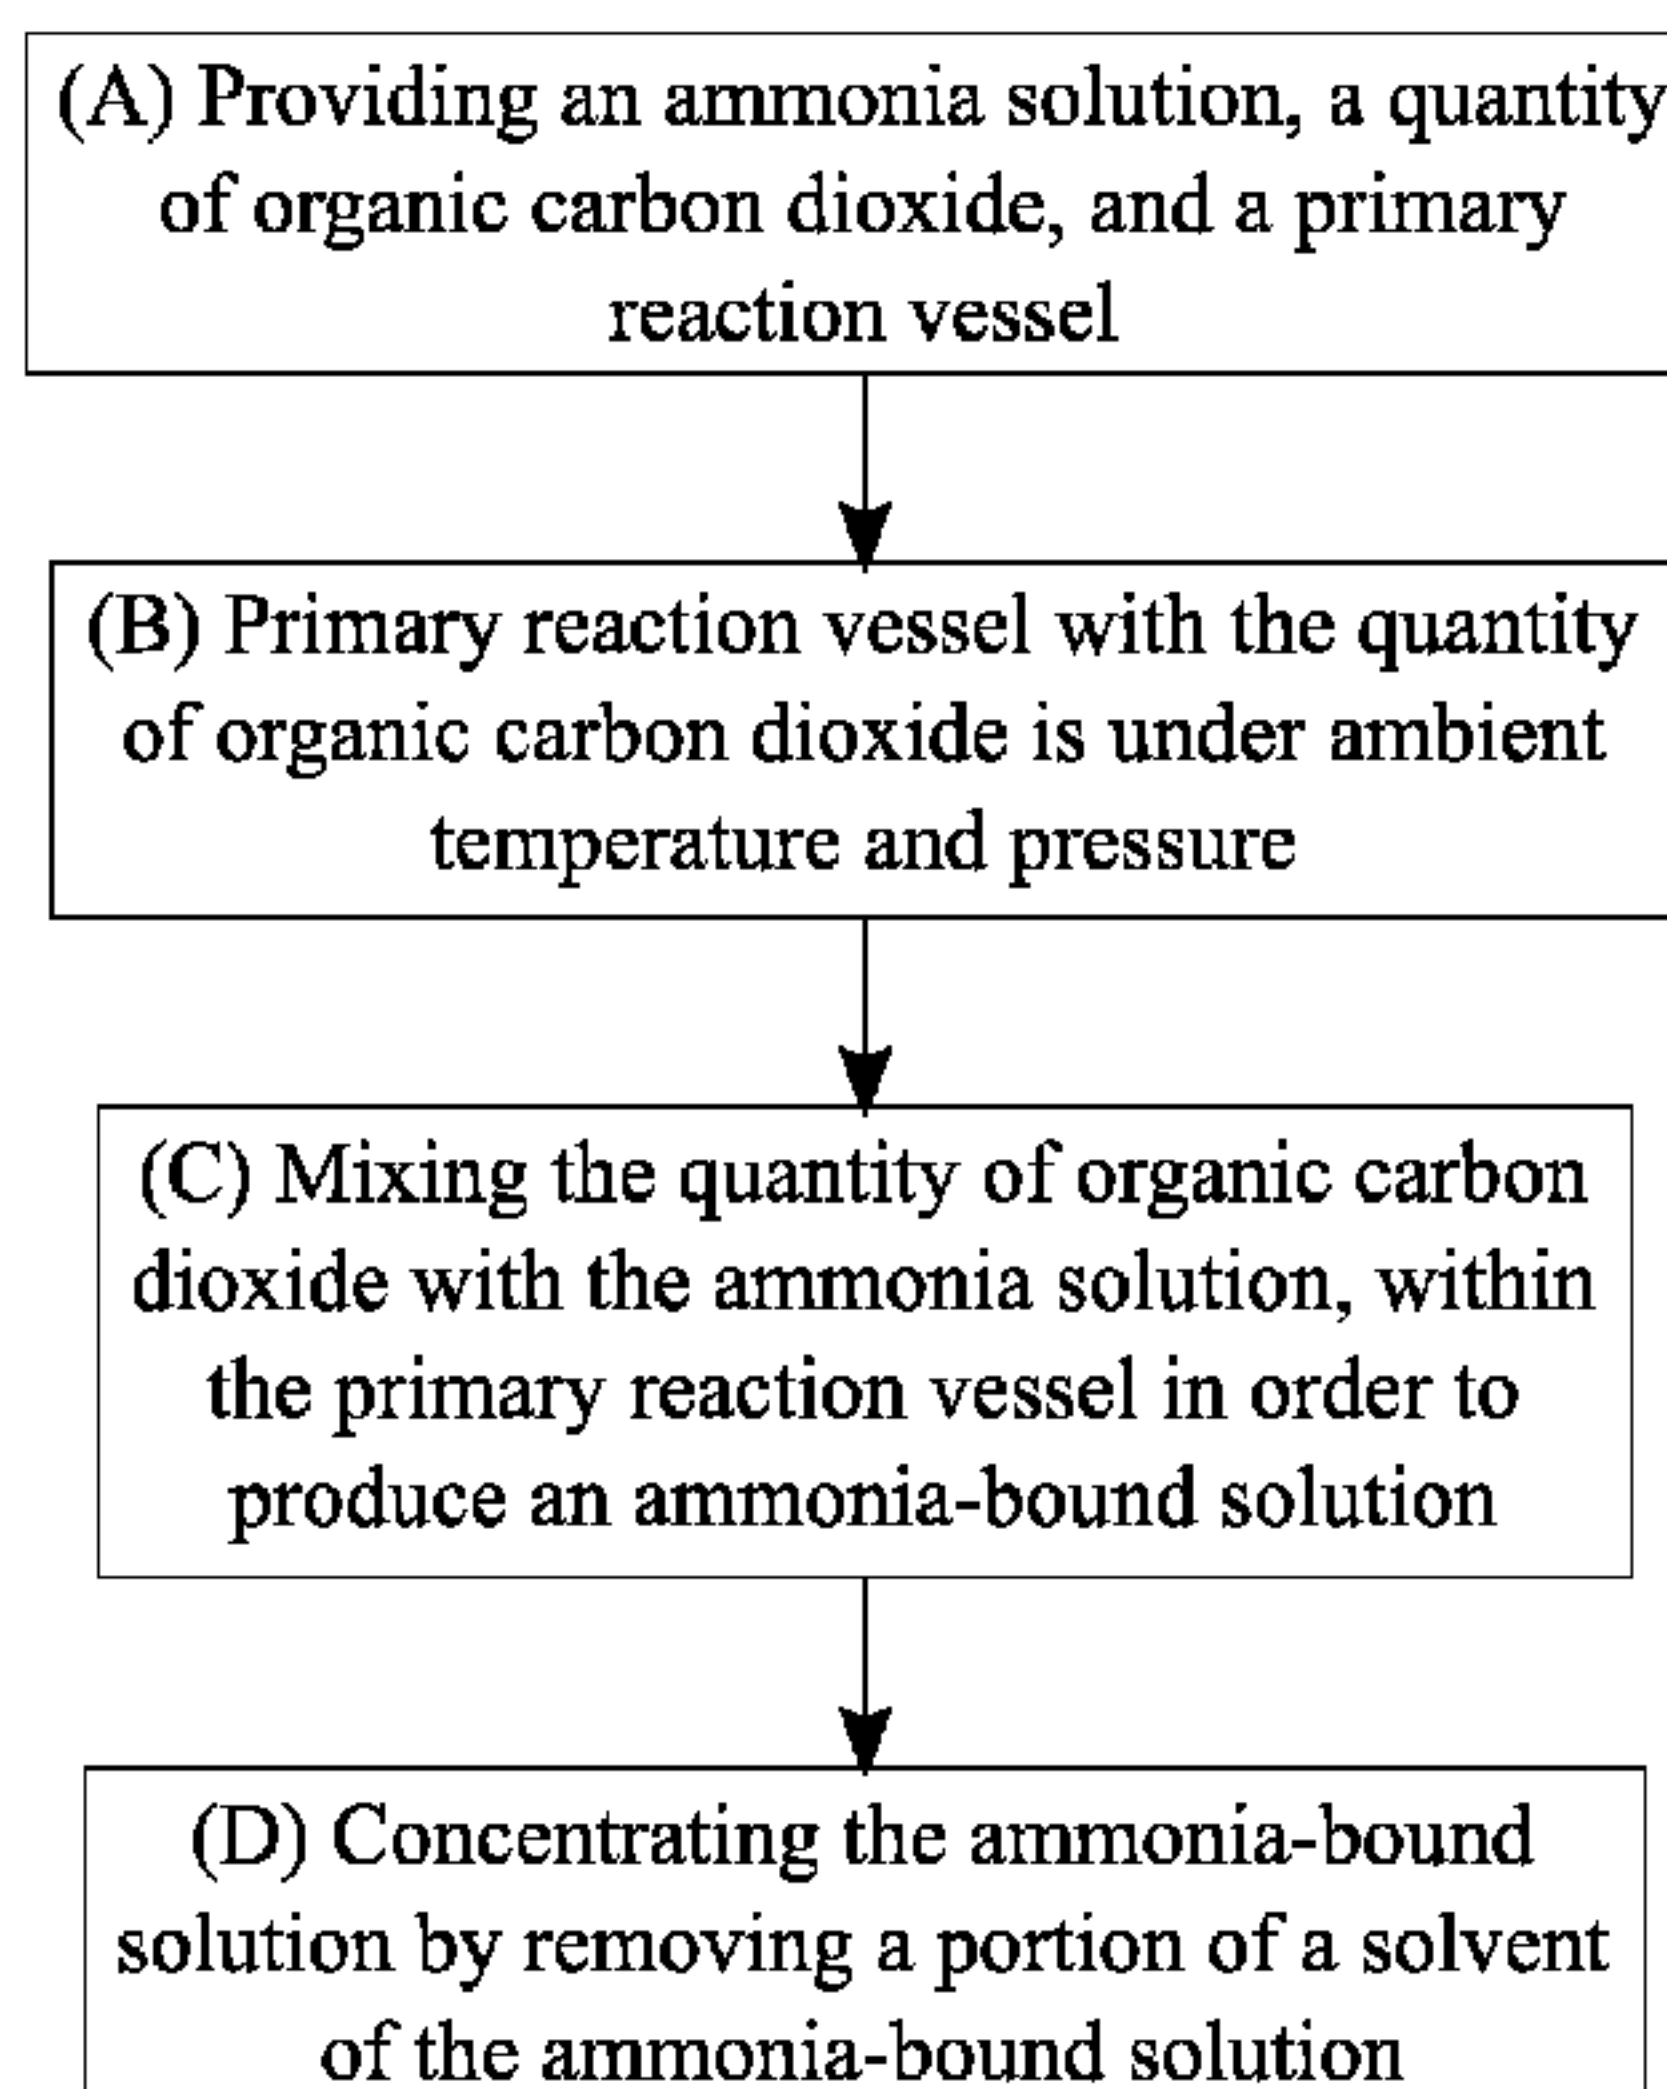 (A) Providing an ammonia solution, a quantity
of organic carbon dioxide, and a primary
reaction vessel
(B) Primary reaction vessel with the quantity
of organic carbon dioxide is under ambient
temperature and pressure
(C) Mixing the quantity of organic carbon
dioxide with the ammonia solution, within
the primary reaction vessel in order to
produce an ammonia-bound solution
(D) Concentrating the ammonia-bound
solution by removing a portion of a solvent
of the ammonia-bound solution